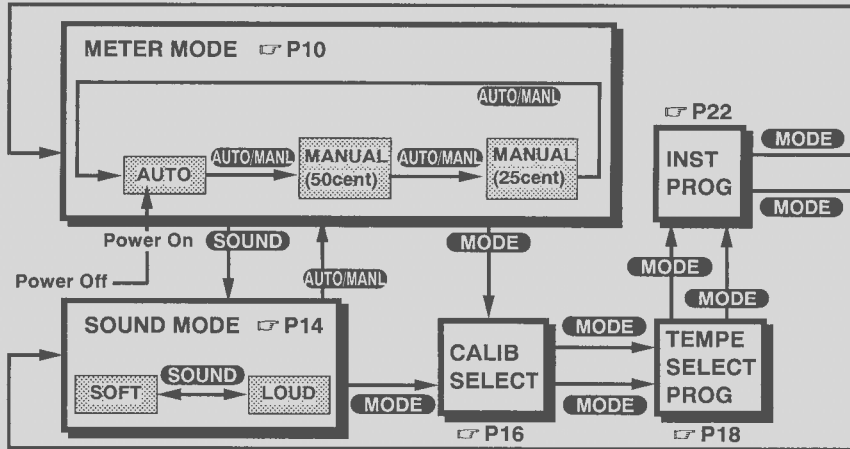 METER MODE ☞ P10
AUTO/MANL
AUTO
AUTO/MANL
MANUAL
(50cent)
AUTO/MANL
MANUAL
(25cent)
☞ P22
INST
PROG
MODE
MODE
Power On
SOUND
MODE
Power Off
AUTO/MANL
MODE
MODE
SOUND MODE ☞ P14
SOFT
SOUND
LOUD
MODE
CALIB
SELECT
☞ P16
MODE
MODE
TEMPE
SELECT
PROG
☞ P18